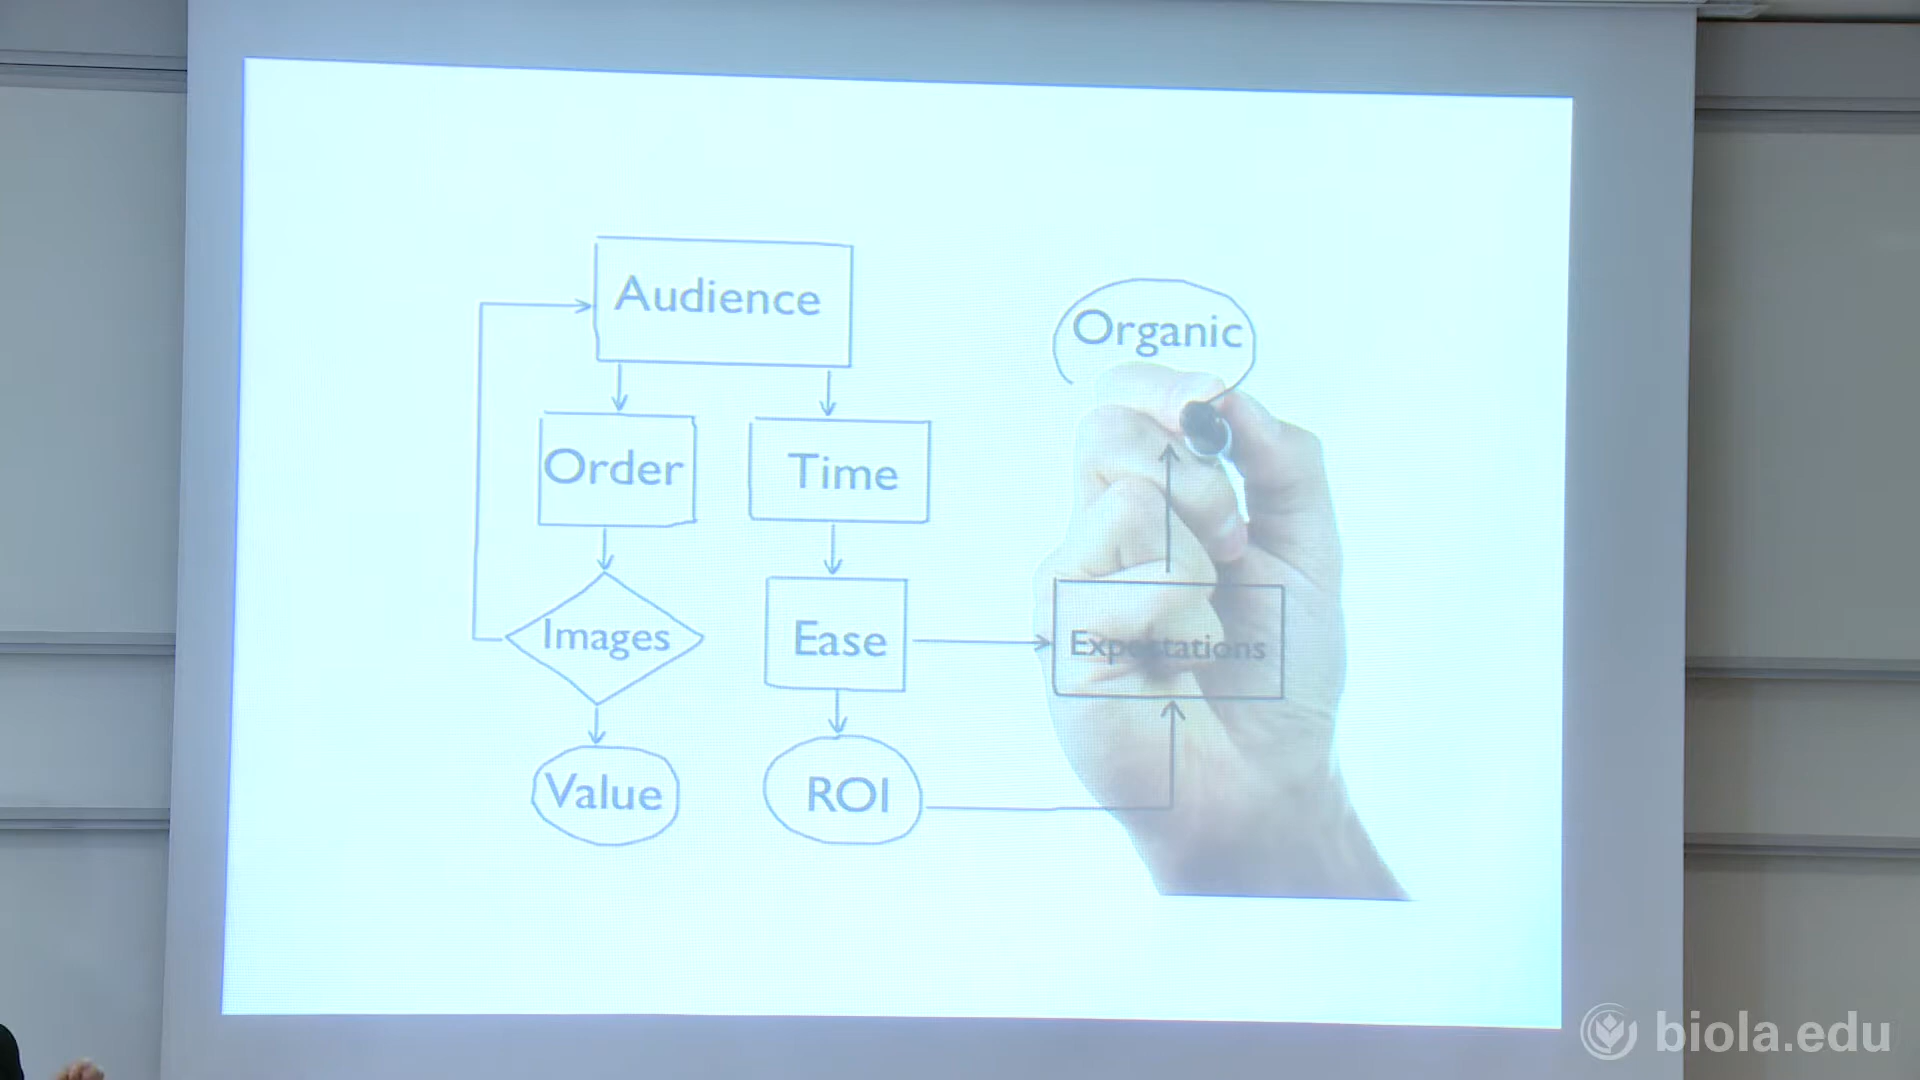 Audience
Organic
Order
Time
Images
Ease
Expectations
Value
ROI
biola.edu